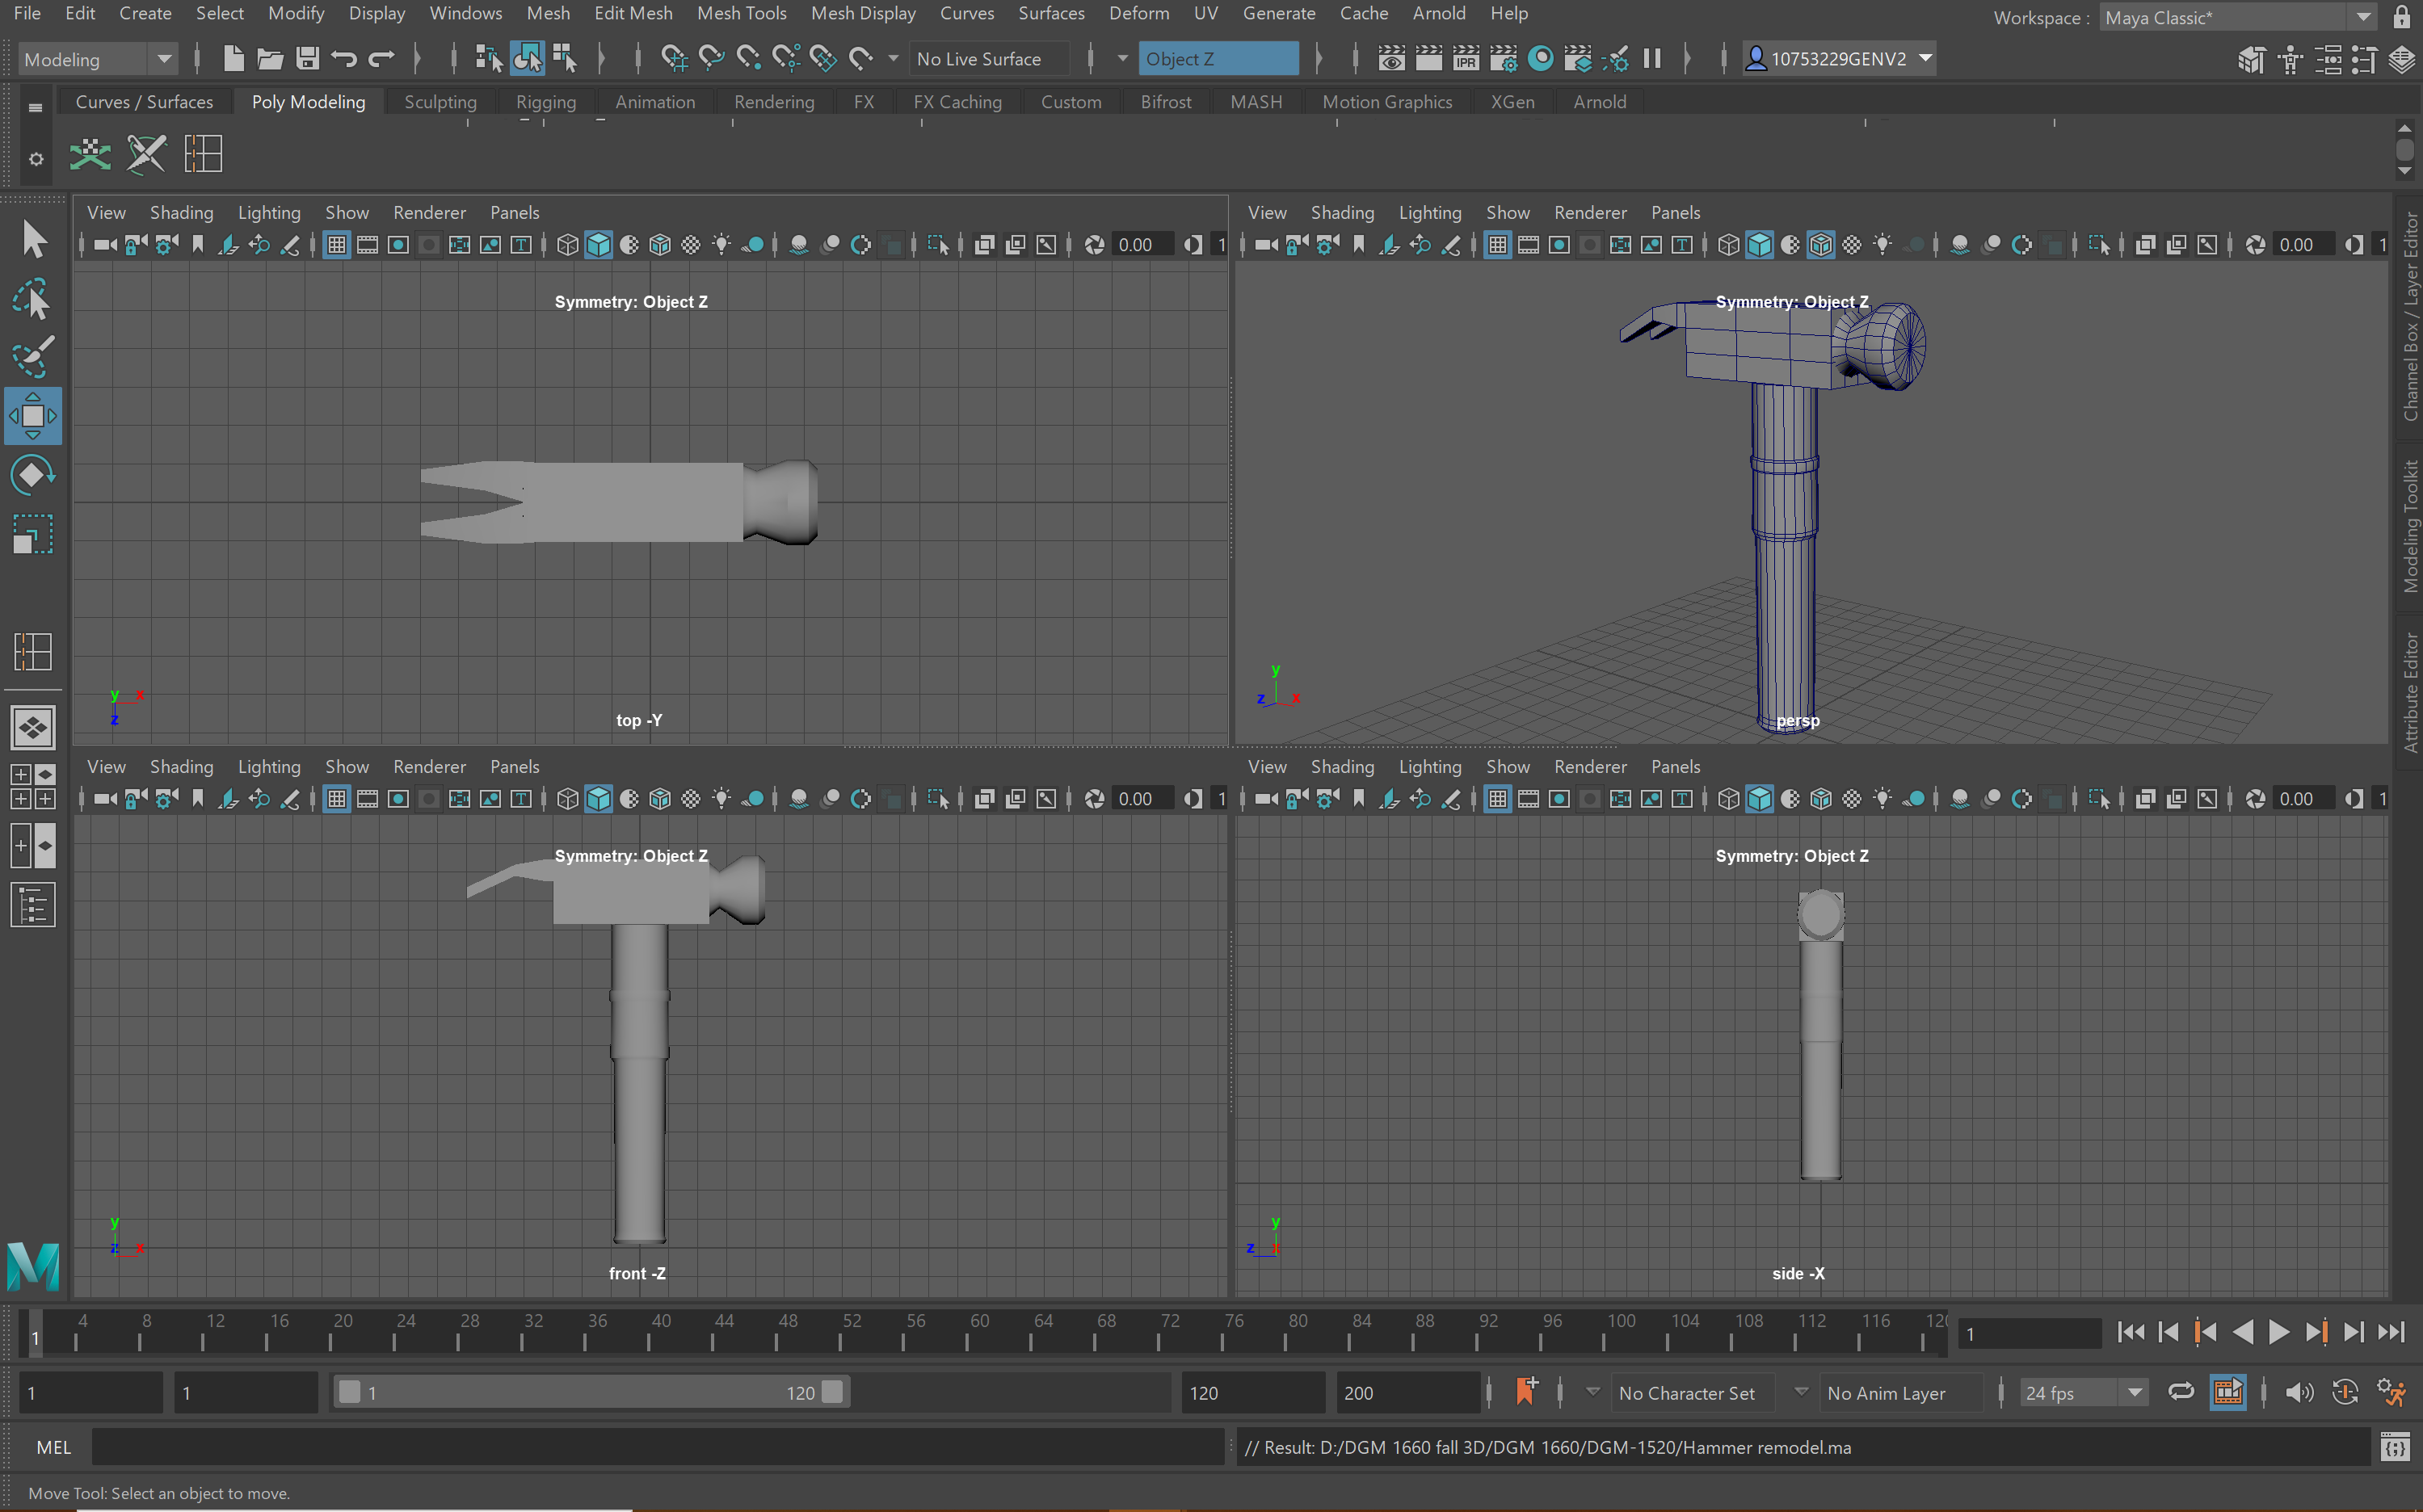 File Edit Create Select Modify Display Windows Mesh Edit Mesh Mesh Tools Mesh Display Curves Surfaces Deform UV Generate Cache Arnold Help Workspace : Maya Classic*
Modeling No Live Surface Object Z IPR 10753229GENV2
Curves / Surfaces Poly Modeling Sculpting Rigging Animation Rendering FX FX Caching Custom Bifrost MASH Motion Graphics XGen Arnold
View Shading Lighting Show Renderer Panels
0.00 1
Symmetry: Object Z
y x
z
top -Y
View Shading Lighting Show Renderer Panels
0.00 1
Symmetry: Object Z
y
z x
persp
Channel Box / Layer Editor
Modeling Toolkit
Attribute Editor
View Shading Lighting Show Renderer Panels
0.00 1
Symmetry: Object Z
y
z x
front -Z
View Shading Lighting Show Renderer Panels
0.00 1
Symmetry: Object Z
y
z x
side -X
1 4 8 12 16 20 24 28 32 36 40 44 48 52 56 60 64 68 72 76 80 84 88 92 96 100 104 108 112 116 120 1
1 1 1 120 120 200 No Character Set No Anim Layer 24 fps
MEL // Result: D:/DGM 1660 fall 3D/DGM 1660/DGM-1520/Hammer remodel.ma
Move Tool: Select an object to move.